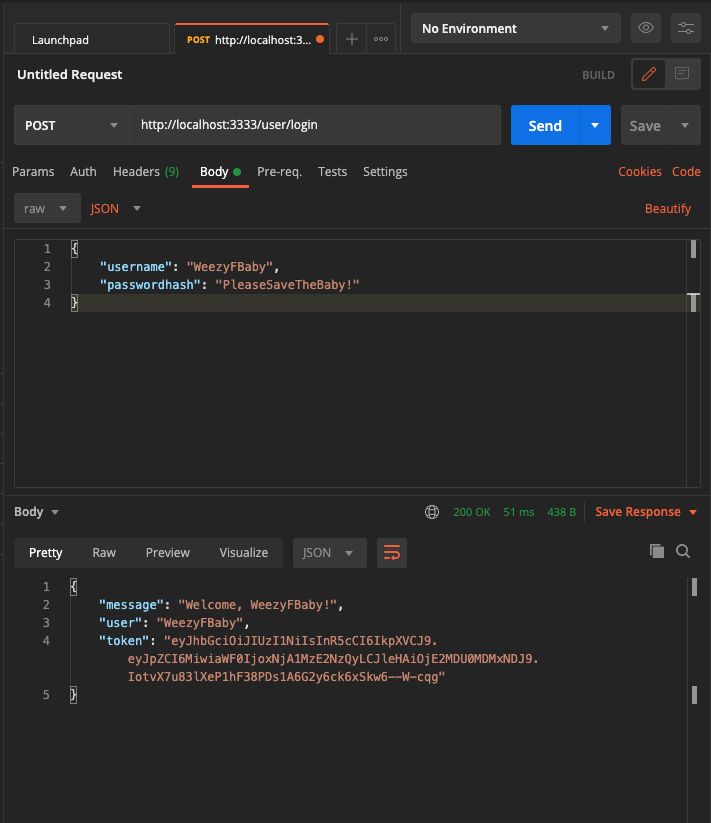 Launchpad
POST http://localhost:3...
No Environment
Untitled Request
BUILD
POST
http://localhost:3333/user/login
Send
Save
Params Auth Headers (9) Body Pre-req. Tests Settings Cookies Code
raw JSON Beautify
1 {
2 "username": "WeezyFBaby",
3 "passwordhash": "PleaseSaveTheBaby!"
4 }
Body 200 OK 51 ms 438 B Save Response
Pretty Raw Preview Visualize JSON
1 {
2 "message": "Welcome, WeezyFBaby!",
3 "user": "WeezyFBaby",
4 "token": "eyJhbGciOiJIUzI1NiIsInR5cCI6IkpXVCJ9.
eyJpZCI6MiwiaWF0IjoxNjA1MzE2NzQyLCJleHAiOjE2MDU0MDMxNDJ9.
IotvX7u83lXeP1hF38PDs1A6G2y6ck6xSkw6--W-cqg"
5 }